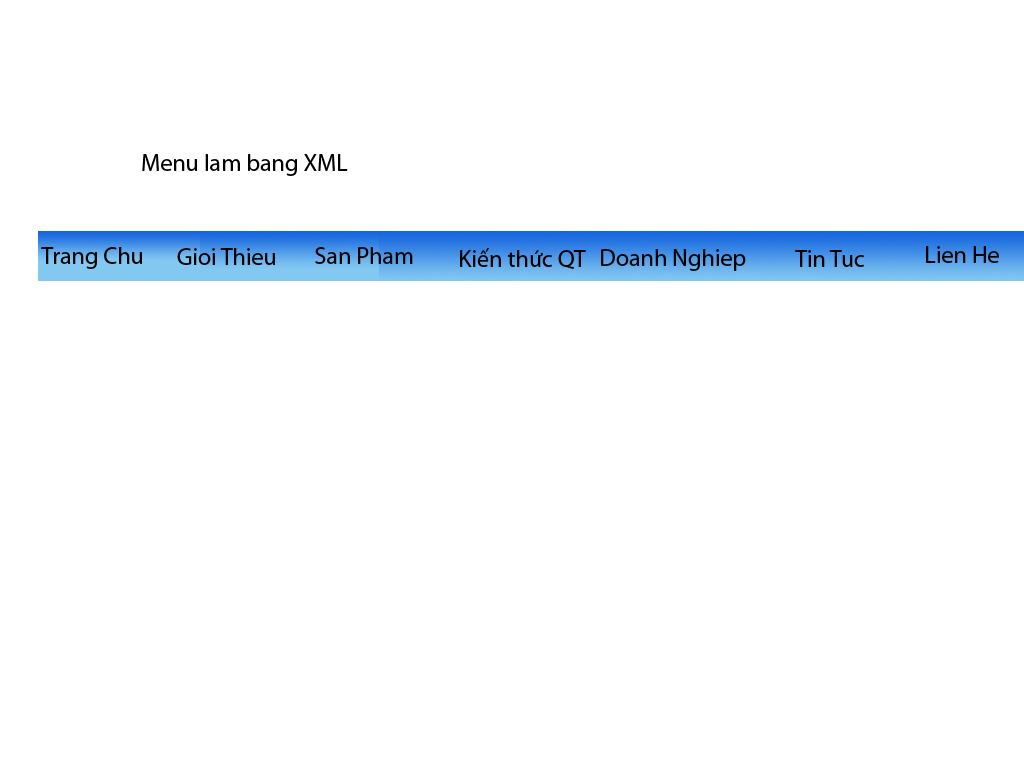 Menu lam bang XML
Trang Chu Gioi Thieu San Pham Kiến thức QT Doanh Nghiep Tin Tuc Lien He